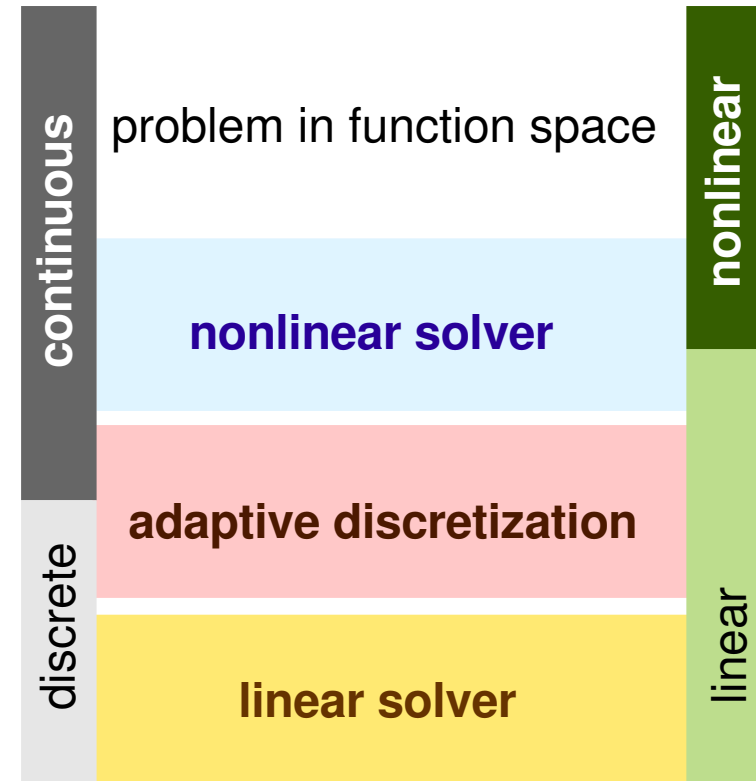 continuous
discrete
problem in function space
nonlinear solver
adaptive discretization
linear solver
nonlinear
linear